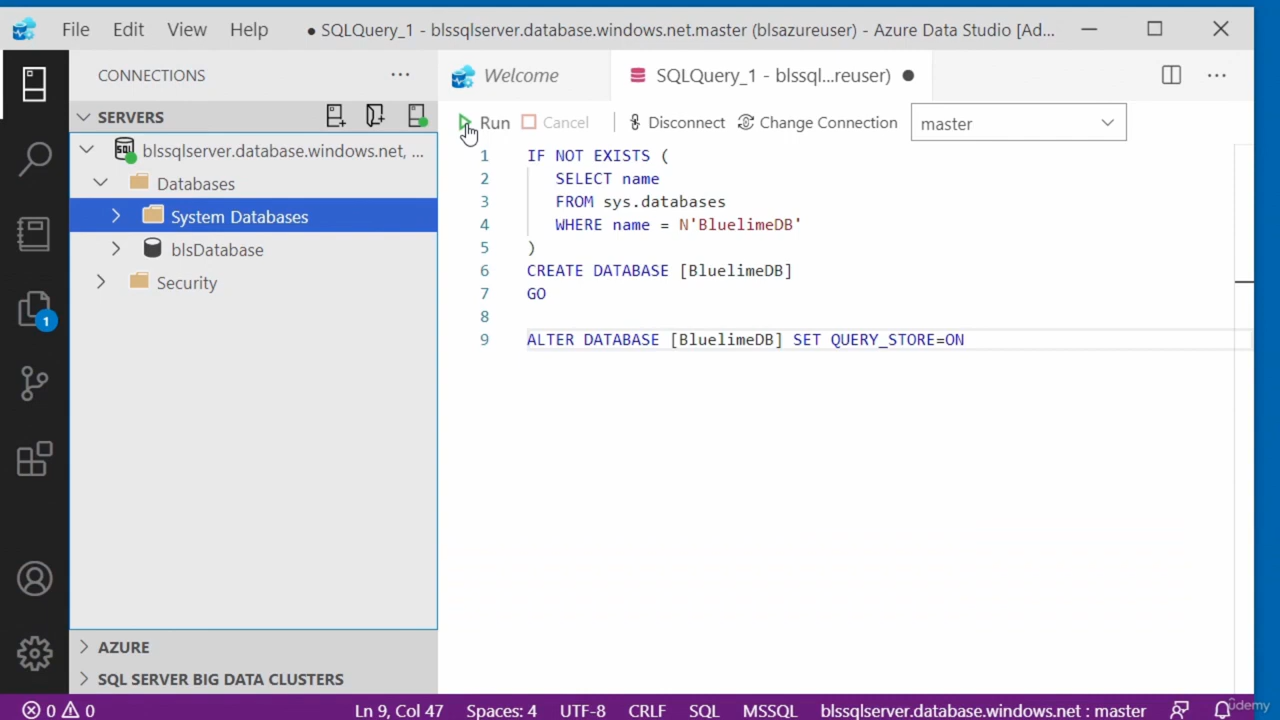 File Edit View Help ● SQLQuery_1 - blssqlserver.database.windows.net.master (blsazureuser) - Azure Data Studio [Ad...
CONNECTIONS
Welcome
SQLQuery_1 - blssql...reuser)
SERVERS
Run Cancel Disconnect Change Connection master
blssqlserver.database.windows.net, ...
Databases
System Databases
blsDatabase
Security
1 IF NOT EXISTS (
2 SELECT name
3 FROM sys.databases
4 WHERE name = N'BluelimeDB'
5 )
6 CREATE DATABASE [BluelimeDB]
7 GO
8
9 ALTER DATABASE [BluelimeDB] SET QUERY_STORE=ON
1
AZURE
SQL SERVER BIG DATA CLUSTERS
0 0 Ln 9, Col 47 Spaces: 4 UTF-8 CRLF SQL MSSQL blssqlserver.database.windows.net : master
Udemy